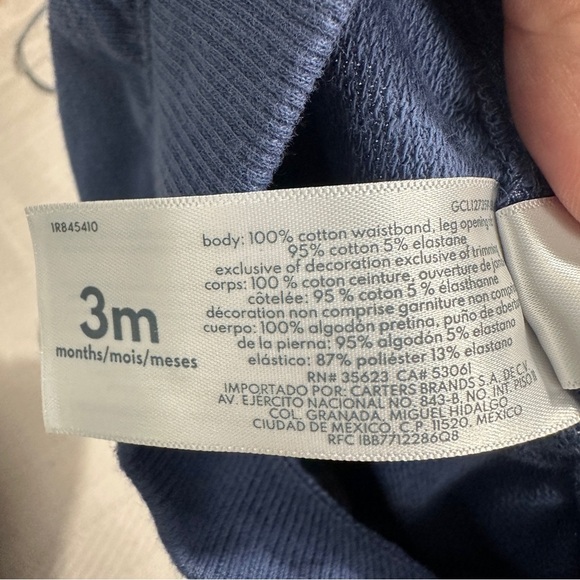 1R845410
3m
months/mois/meses
body: 100% cotton waistband, leg opening
95% cotton 5% elastane
exclusive of decoration exclusive of trimming
corps: 100 % coton ceinture, ouverture de
côtelée: 95 % coton 5 % élasthanne
décoration non comprise garniture non
cuerpo: 100% algodón pretina, puño de
de la pierna: 95% algodón 5% elastano
elástico: 87% poliéster 13% elastano
RN# 35623 CA# 53061
IMPORTADO POR: CARTERS BRANDS S.A. DE C.V.
AV. EJERCITO NACIONAL NO. 843-B, NO. INT. PISO
COL. GRANADA, MIGUEL HIDALGO
CIUDAD DE MÉXICO, C.P. 11520, MÉXICO
RFC IBB7712286Q8